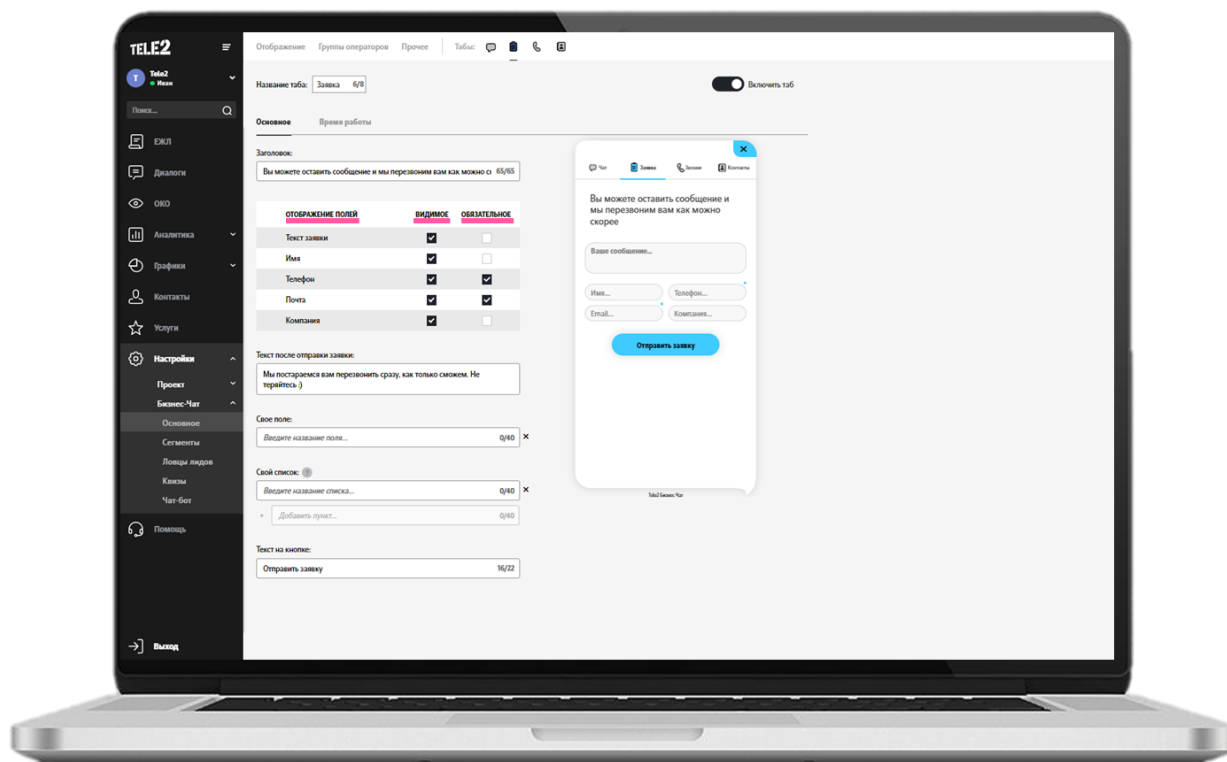 TELE2
T
Tele2
Иван
Поиск...
ЕЖЛ
Диалоги
ОКО
Аналитика
Графики
Контакты
Услуги
Настройки
Проект
Бизнес-Чат
Основное
Сегменты
Ловцы лидов
Квизы
Чат-бот
Помощь
Выход
Отображение Группы операторов Прочее Табы:
Название таба: Заявка 6/8
Включить таб
Основное Время работы
Заголовок:
Вы можете оставить сообщение и мы перезвоним вам как можно ск 65/65
ОТОБРАЖЕНИЕ ПОЛЕЙ ВИДИМОЕ ОБЯЗАТЕЛЬНОЕ
Текст заявки
Имя
Телефон
Почта
Компания
Текст после отправки заявки:
Мы постараемся вам перезвонить сразу, как только сможем. Не
теряйтесь :)
Свое поле:
Введите название поля... 0/40
Свой список: ?
Введите название списка... 0/40
Добавить пункт... 0/40
Текст на кнопке:
Отправить заявку 16/22
Чат Заявка Звонок Контакты
Вы можете оставить сообщение и
мы перезвоним вам как можно
скорее
Ваше сообщение...
Имя... Телефон...
Email... Компания...
Отправить заявку
Tele2 Бизнес Чат